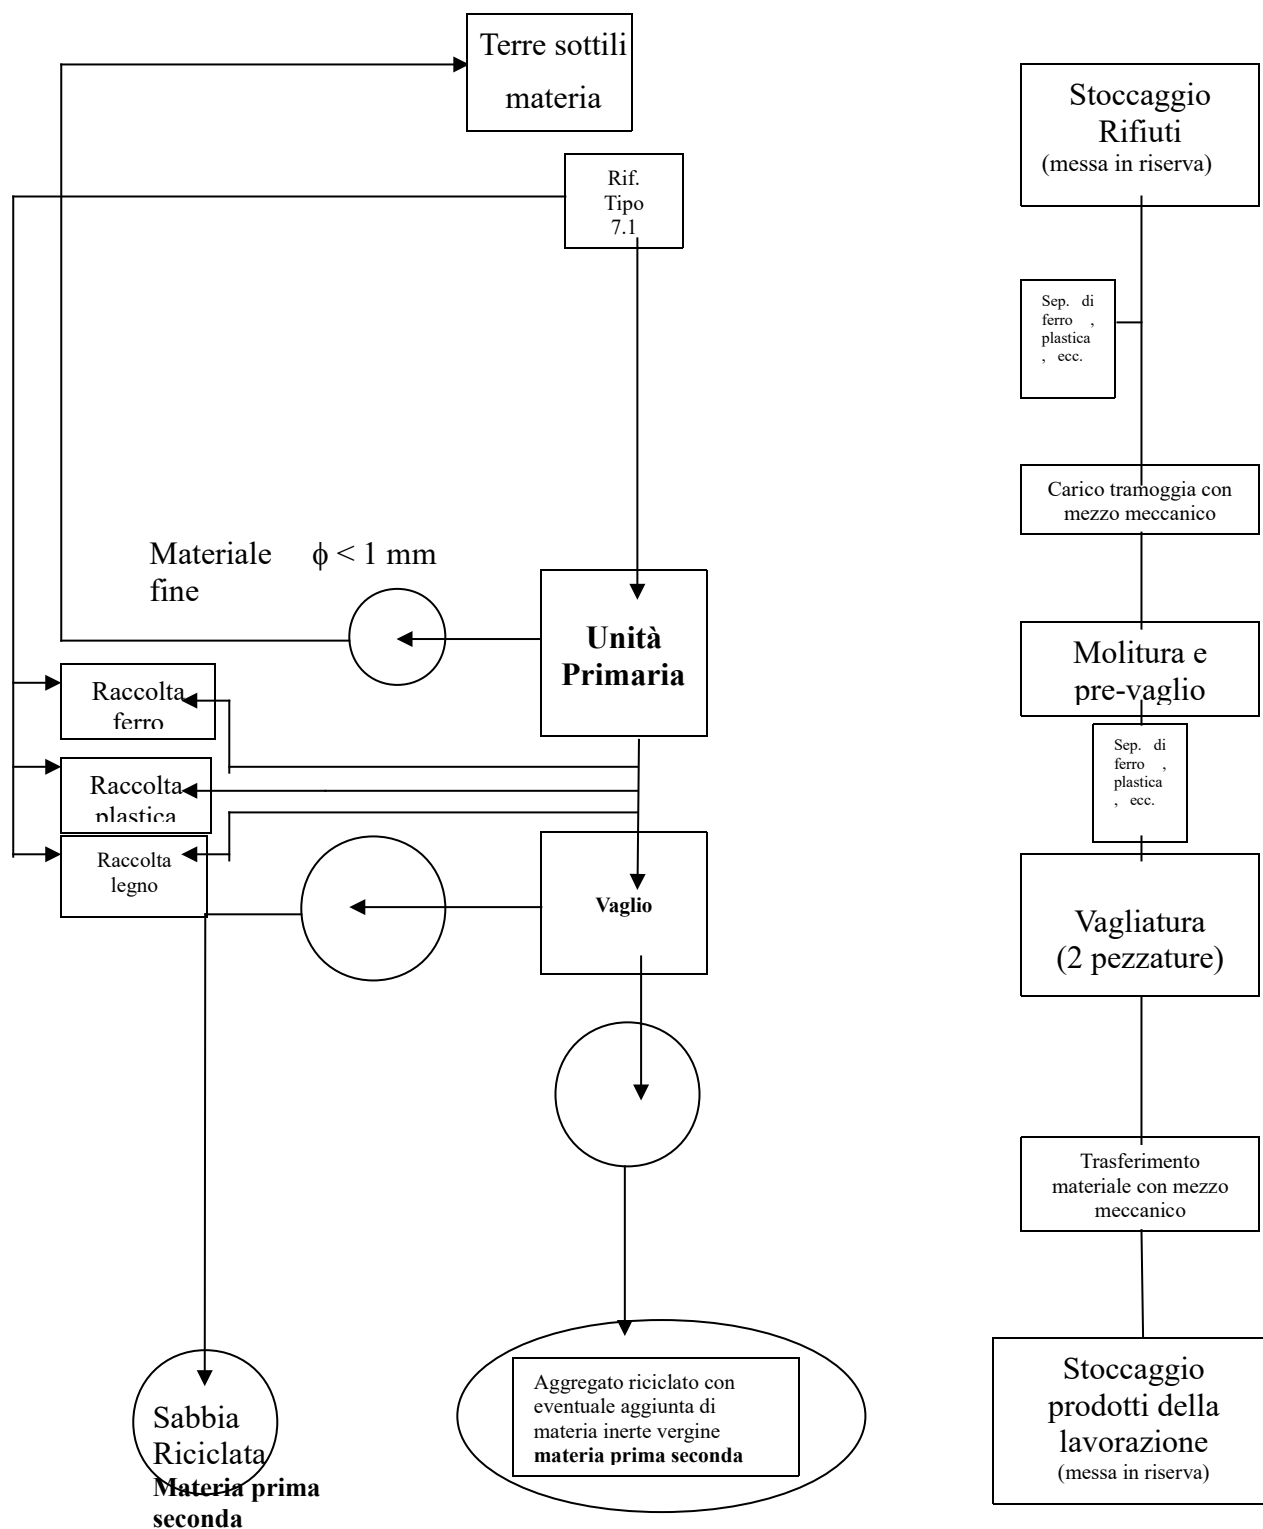 Terre sottili
materia
Rif.
Tipo
7.1
Materiale ϕ < 1 mm
fine
Unità
Primaria
Raccolta
ferro
Raccolta
plastica
Raccolta
legno
Vaglio
Sabbia
Riciclata
Materia prima
seconda
Aggregato riciclato con
eventuale aggiunta di
materia inerte vergine
materia prima seconda
Stoccaggio
Rifiuti
(messa in riserva)
Sep. di
ferro ,
plastica
, ecc.
Carico tramoggia con
mezzo meccanico
Molitura e
pre-vaglio
Sep. di
ferro ,
plastica
, ecc.
Vagliatura
(2 pezzature)
Trasferimento
materiale con mezzo
meccanico
Stoccaggio
prodotti della
lavorazione
(messa in riserva)